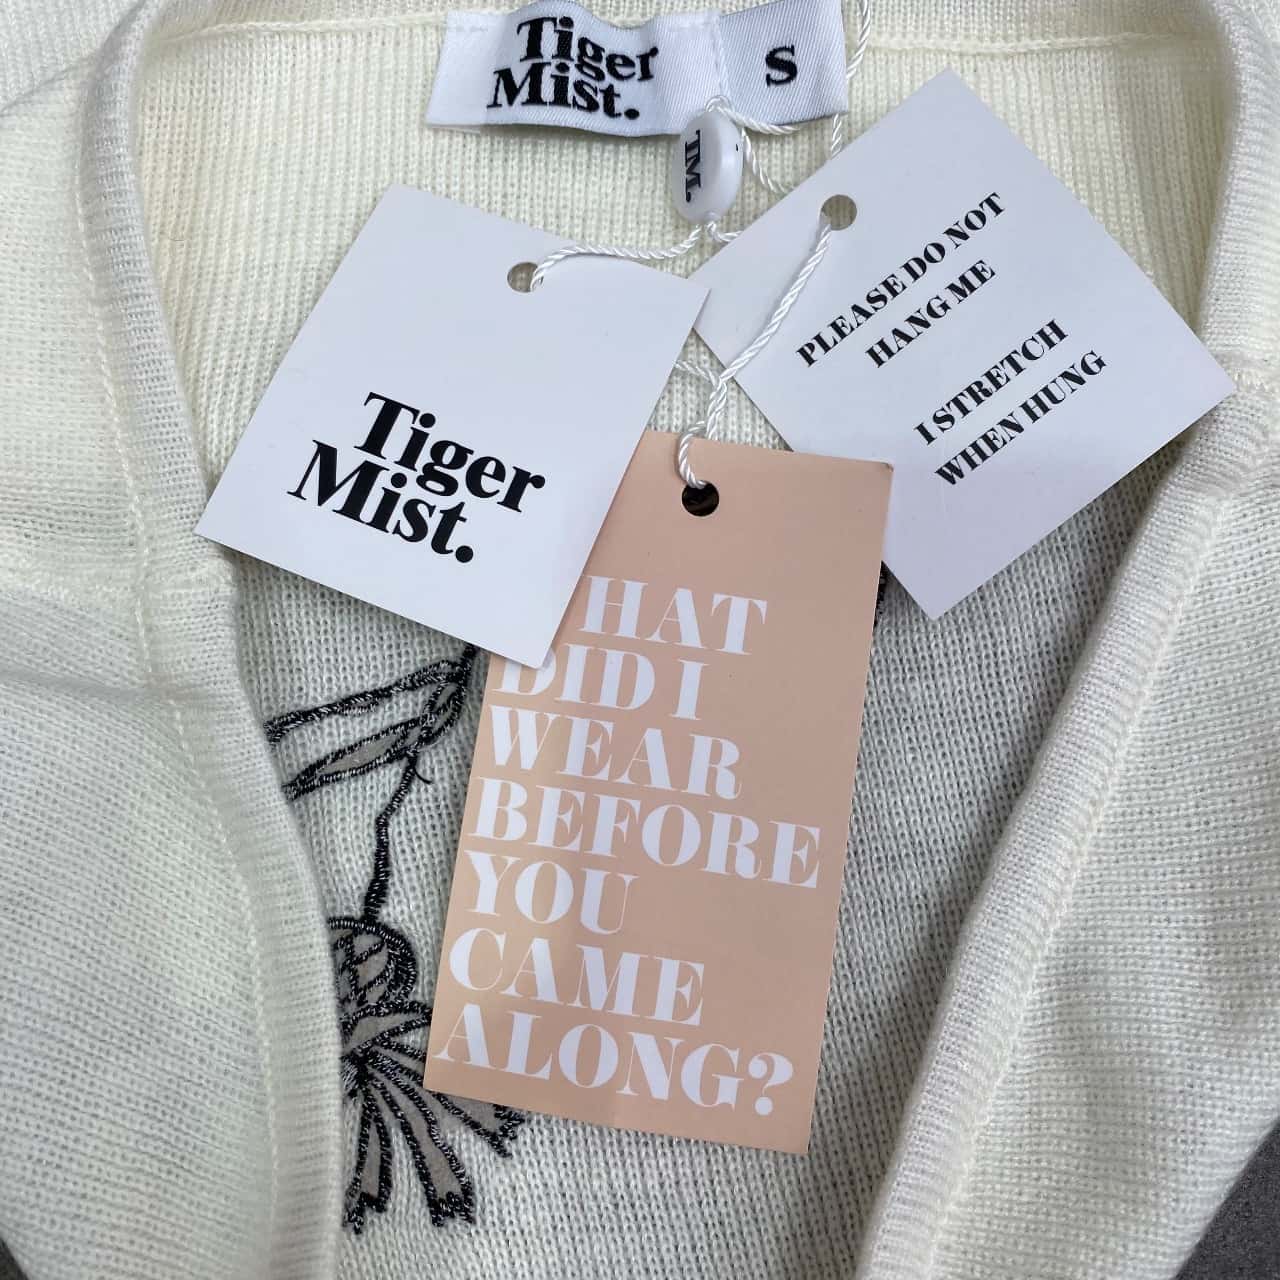 Tiger
Mist.
S
TM.
PLEASE DO NOT
HANG ME
I STRETCH
WHEN HUNG
Tiger
Mist.
HAT
DID I
WEAR
BEFORE
YOU
CAME
ALONG?